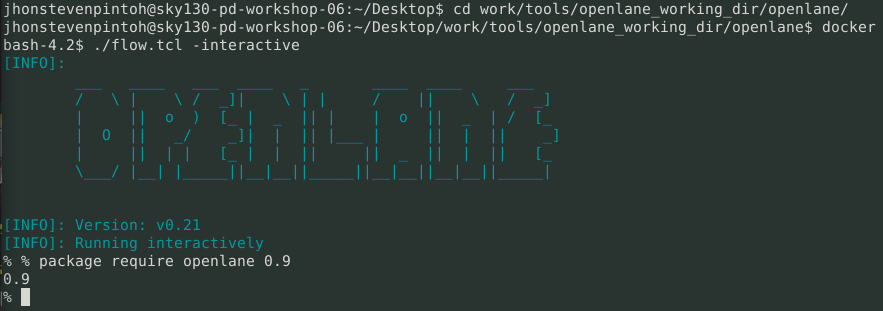 jhonstevenpintoh@sky130-pd-workshop-06:~/Desktop$ cd work/tools/openlane_working_dir/openlane/
jhonstevenpintoh@sky130-pd-workshop-06:~/Desktop/work/tools/openlane_working_dir/openlane$ docker
bash-4.2$ ./flow.tcl -interactive
[INFO]:
OPENLANE
[INFO]: Version: v0.21
[INFO]: Running interactively
% % package require openlane 0.9
0.9
%